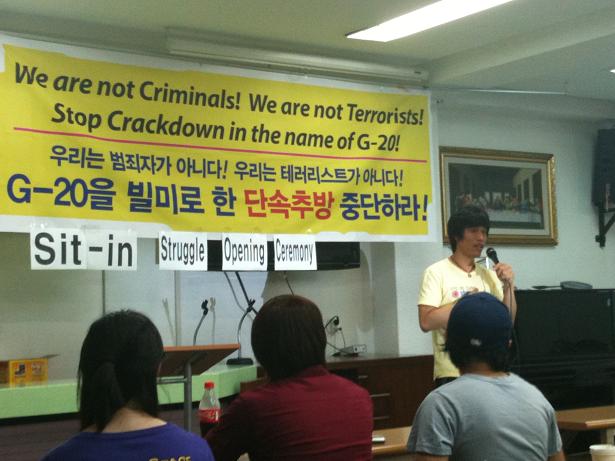 We are not Criminals! We are not Terrorists!
Stop Crackdown in the name of G-20!
우리는 범죄자가 아니다! 우리는 테러리스트가 아니다!
G-20을 빌미로 한 단속추방 중단하라!
Sit-in Struggle Opening Ceremony